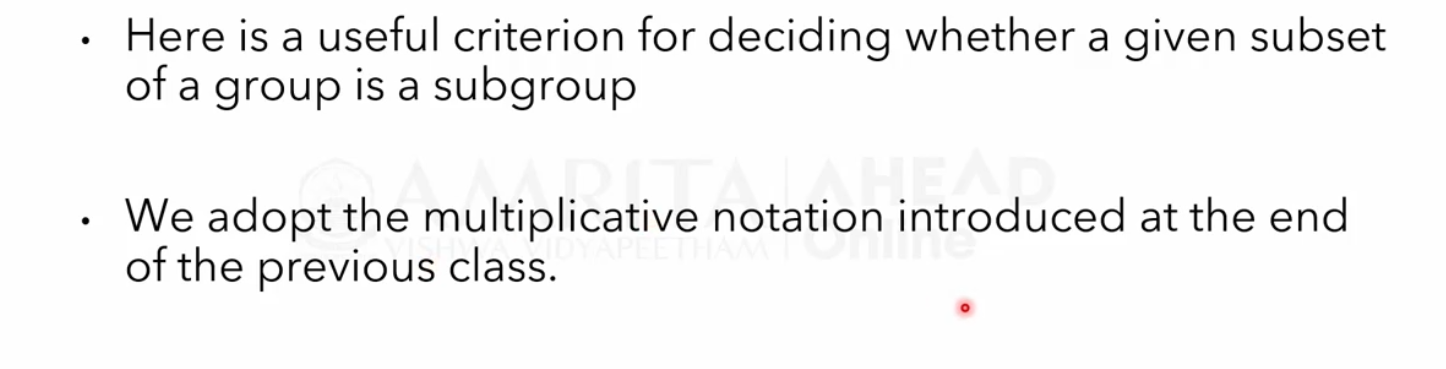 • Here is a useful criterion for deciding whether a given subset
of a group is a subgroup
AMRITA | AHEAD
VISHWA VIDYAPEETHAM | Online
• We adopt the multiplicative notation introduced at the end
of the previous class.